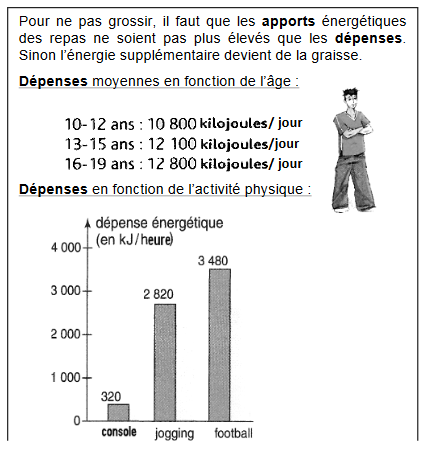 Pour ne pas grossir, il faut que les apports énergétiques
des repas ne soient pas plus élevés que les dépenses.
Sinon l'énergie supplémentaire devient de la graisse.
Dépenses moyennes en fonction de l'âge :
10-12 ans : 10 800 kilojoules/ jour
13-15 ans : 12 100 kilojoules/ jour
16-19 ans : 12 800 kilojoules/ jour
Dépenses en fonction de l'activité physique :
dépense énergétique
(en kJ/heure)
4 000
3 480
3 000
2 820
2 000
1 000
320
0
console jogging football